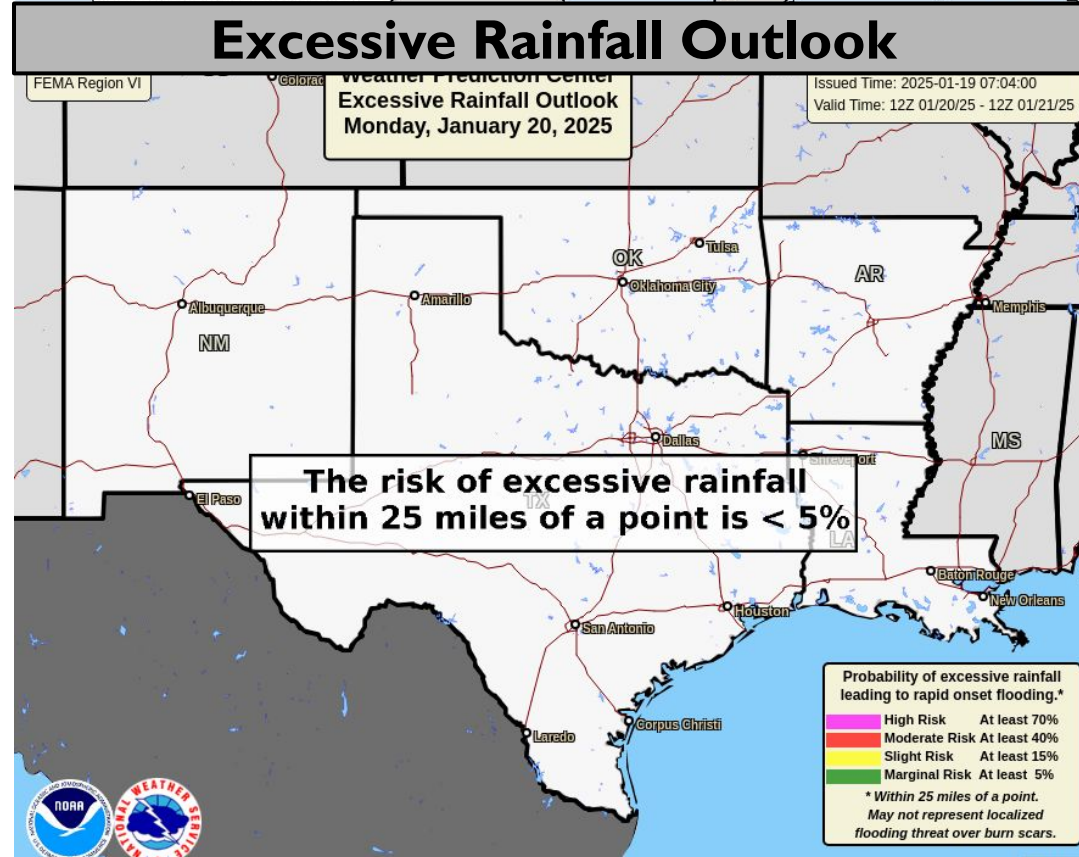 Excessive Rainfall Outlook
FEMA Region VI
Weather Prediction Center
Excessive Rainfall Outlook
Monday, January 20, 2025
Issued Time: 2025-01-19 07:04:00
Valid Time: 12Z 01/20/25 - 12Z 01/21/25
Tulsa
OK
Oklahoma City
AR
Amarillo
Albuquerque
Memphis
NM
Dallas
MS
Shreveport
The risk of excessive rainfall
within 25 miles of a point is < 5%
El Paso
TX
LA
Baton Rouge
New Orleans
Houston
San Antonio
Corpus Christi
Laredo
Probability of excessive rainfall
leading to rapid onset flooding.*
High Risk At least 70%
Moderate Risk At least 40%
Slight Risk At least 15%
Marginal Risk At least 5%
* Within 25 miles of a point.
May not represent localized
flooding threat over burn scars.
NOAA
NATIONAL WEATHER SERVICE